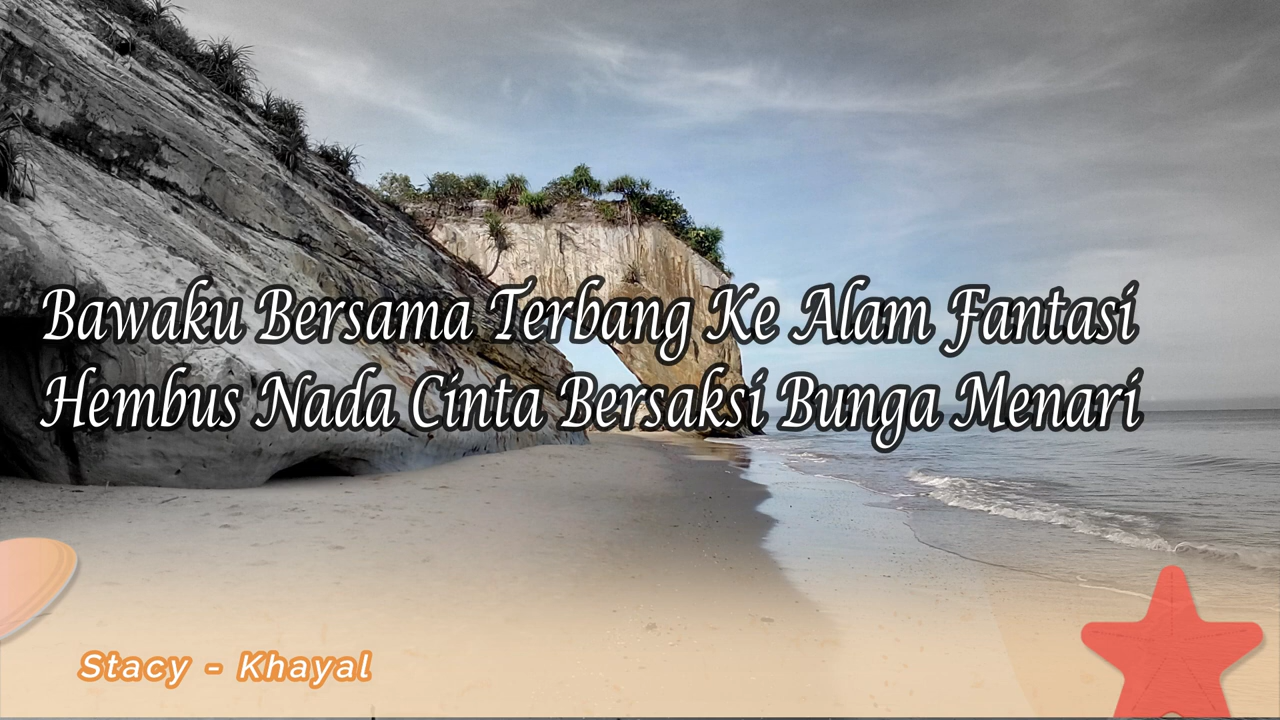 Bawaku Bersama Terbang Ke Alam Fantasi
Hembus Nada Cinta Bersaksi Bunga Menari
Stacy - Khayal